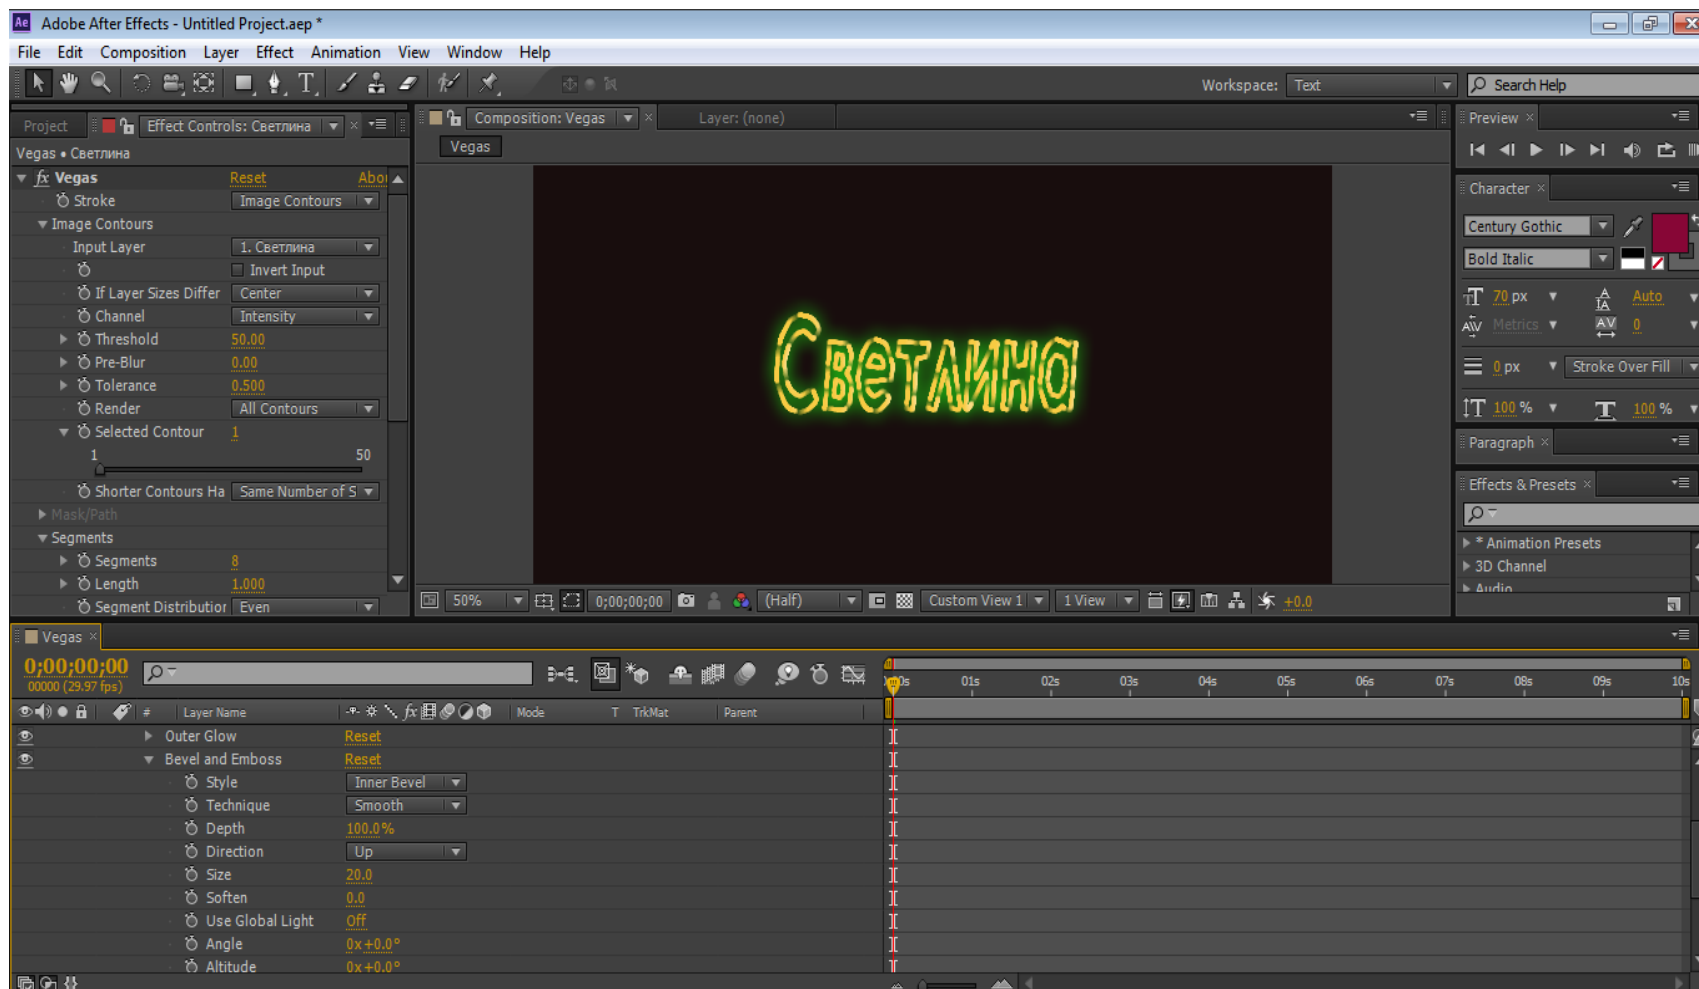 Ae Adobe After Effects - Untitled Project.aep *
File Edit Composition Layer Effect Animation View Window Help
Workspace: Text Search Help
Project Effect Controls: Светлина
Composition: Vegas Layer: (none)
Preview
Vegas • Светлина
Vegas
fx Vegas Reset
Stroke Image Contours
Image Contours
Input Layer 1. Светлина
Invert Input
If Layer Sizes Differ Center
Channel Intensity
Threshold 50.00
Pre-Blur 0.00
Tolerance 0.500
Render All Contours
Selected Contour 1
1 50
Shorter Contours Ha Same Number of S
Mask/Path
Segments
Segments 8
Length 1.000
Segment Distribution Even
Светлина
50% 0;00;00;00 (Half) Custom View 1 1 View +0.0
Character
Century Gothic
Bold Italic
70 px Auto
Metrics 0
0 px Stroke Over Fill
100 % 100 %
Paragraph
Effects & Presets
* Animation Presets
3D Channel
Audio
Vegas
0;00;00;00
00000 (29.97 fps)
00s 01s 02s 03s 04s 05s 06s 07s 08s 09s 10s
# Layer Name fx Mode T TrkMat Parent
Outer Glow Reset
Bevel and Emboss Reset
Style Inner Bevel
Technique Smooth
Depth 100.0%
Direction Up
Size 20.0
Soften 0.0
Use Global Light Off
Angle 0x+0.0°
Altitude 0x+0.0°